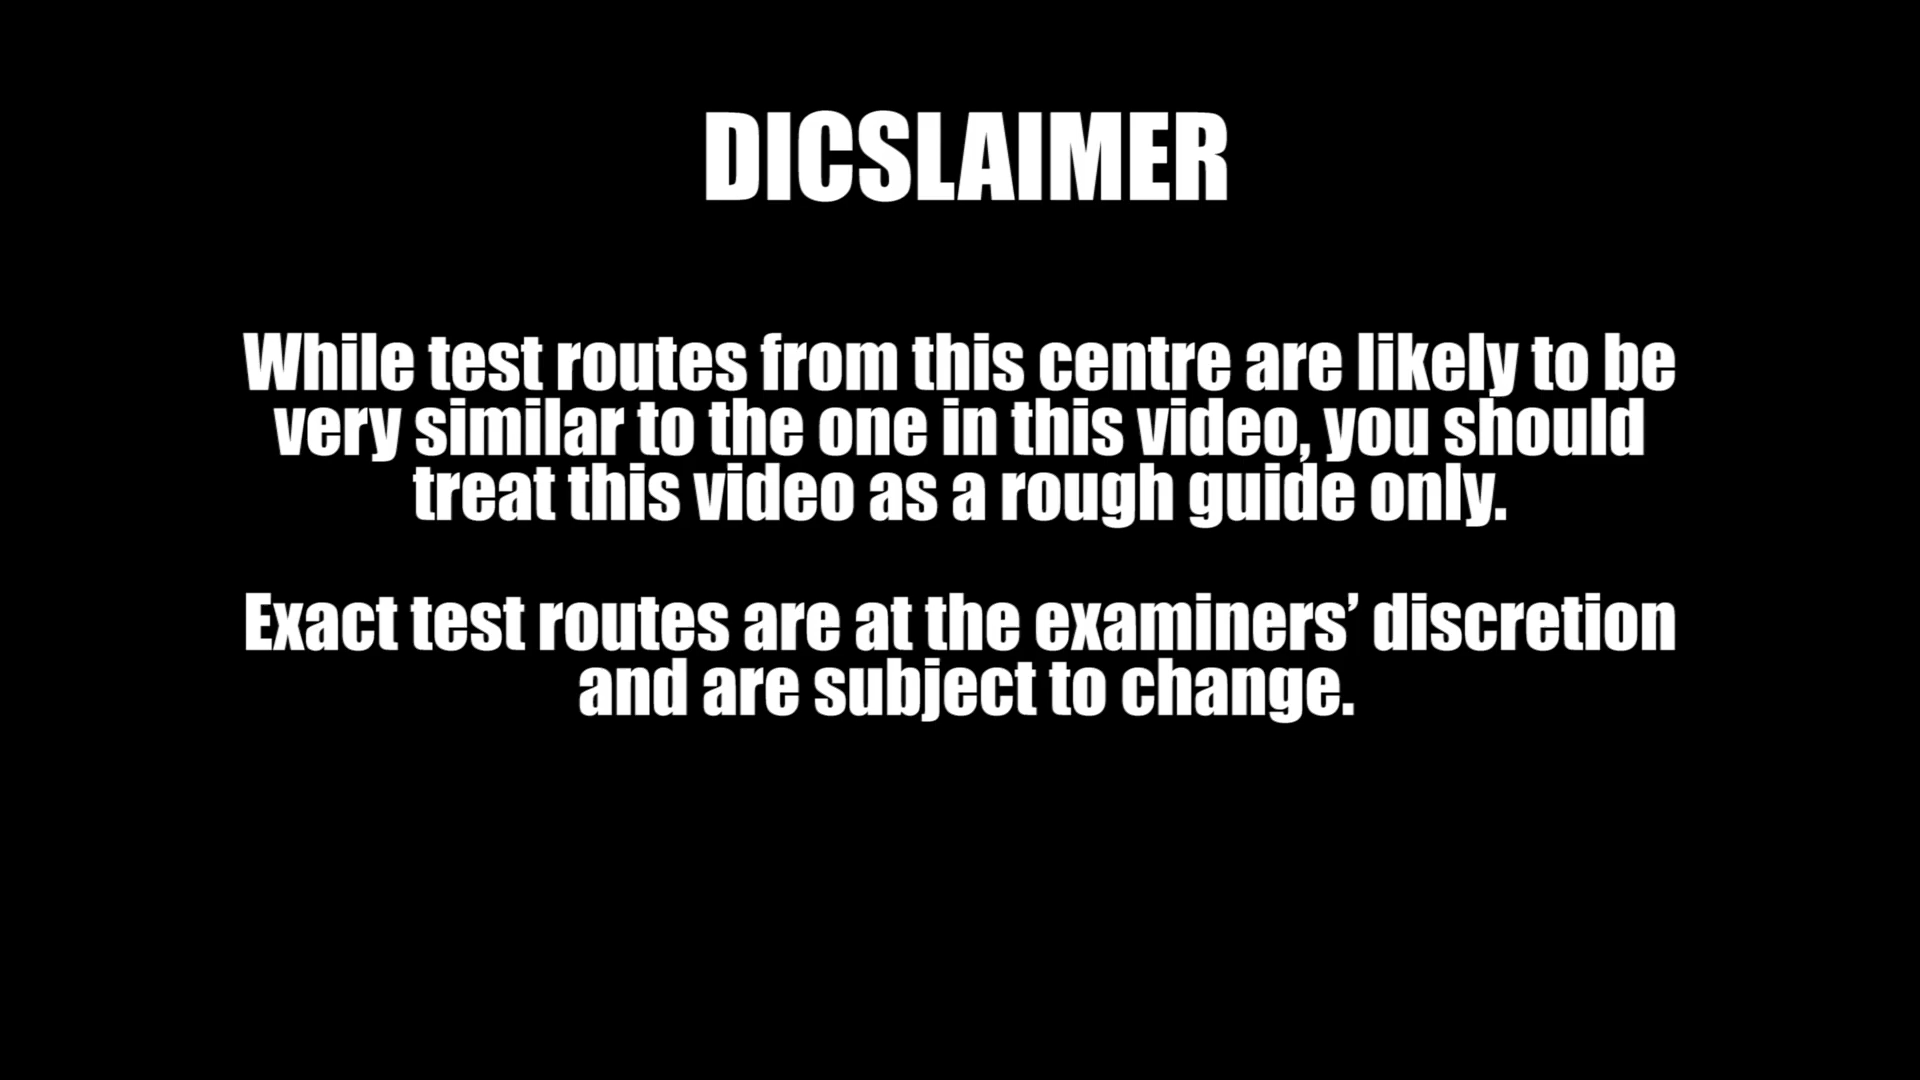 DICSLAIMER
While test routes from this centre are likely to be
very similar to the one in this video, you should
treat this video as a rough guide only.
Exact test routes are at the examiners’ discretion
and are subject to change.